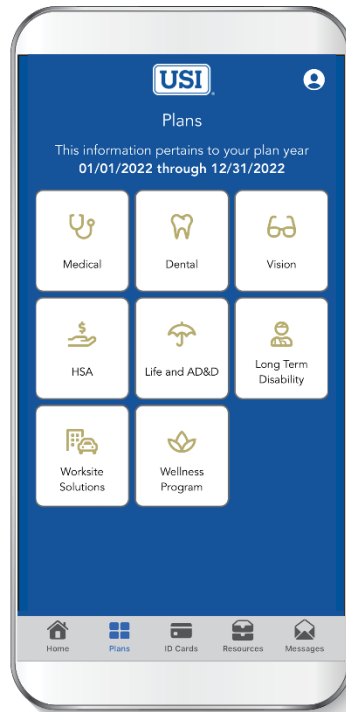 USI
Plans
This information pertains to your plan year
01/01/2022 through 12/31/2022
Medical
Dental
Vision
$
HSA
Life and AD&D
Long Term
Disability
Worksite
Solutions
Wellness
Program
Home
Plans
ID Cards
Resources
Messages